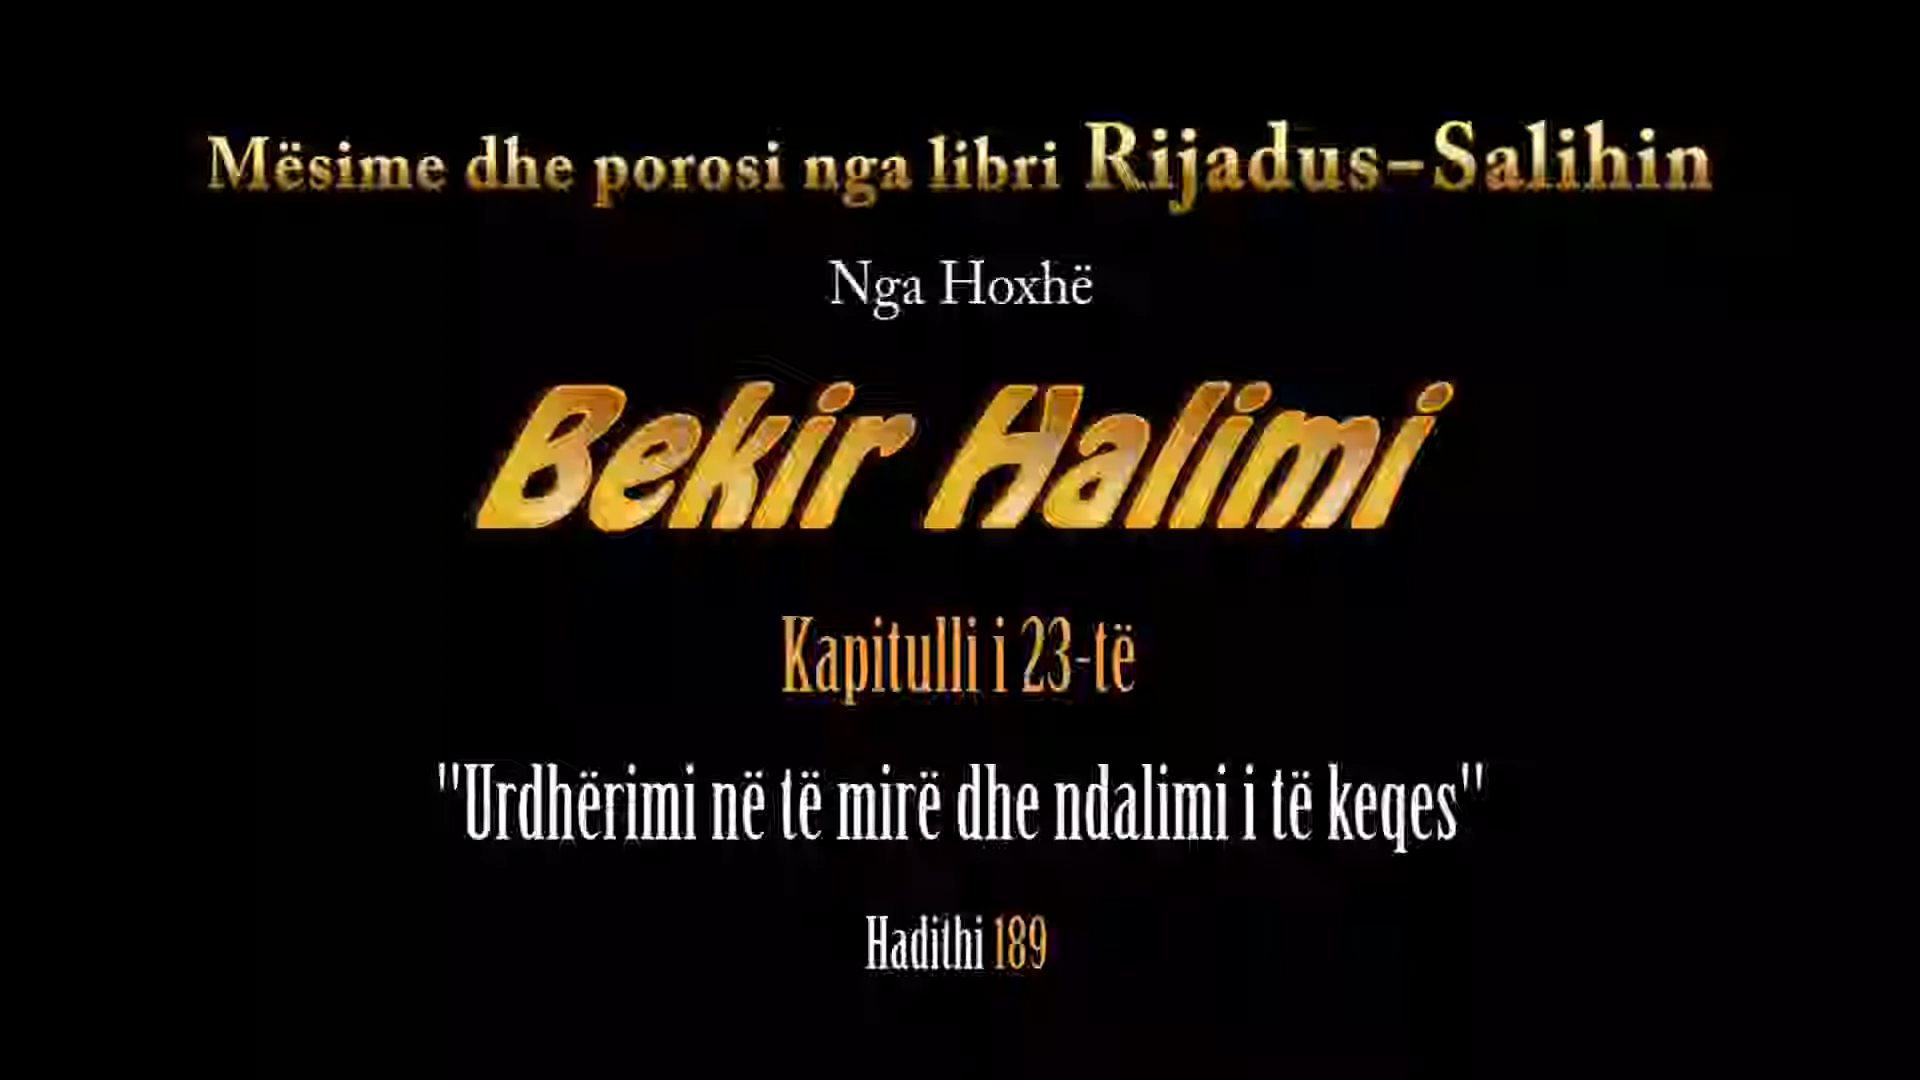 Mësime dhe porosi nga libri Rijadus-Salihin
Nga Hoxhë
Bekir Halimi
Kapitulli i 23-të
"Urdhërimi në të mirë dhe ndalimi i të keqes"
Hadithi 189